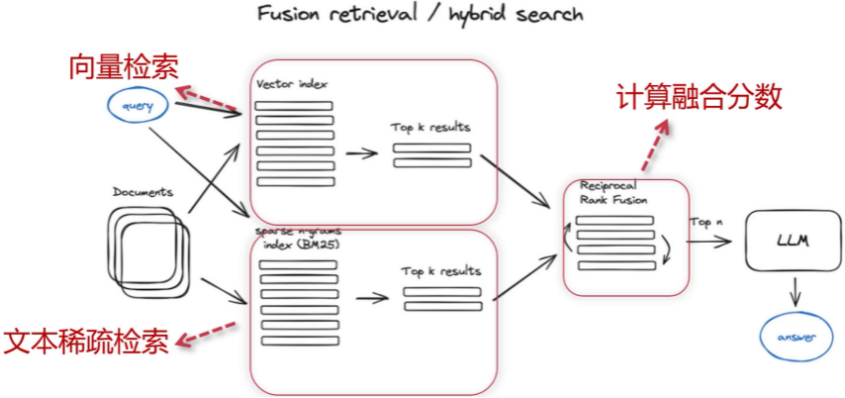 Fusion retrieval / hybrid search
向量检索
query
Vector index
Top k results
计算融合分数
Documents
Reciprocal
Rank Fusion
Top n
LLM
sparse n-grams
index (BM25)
Top k results
文本稀疏检索
answer